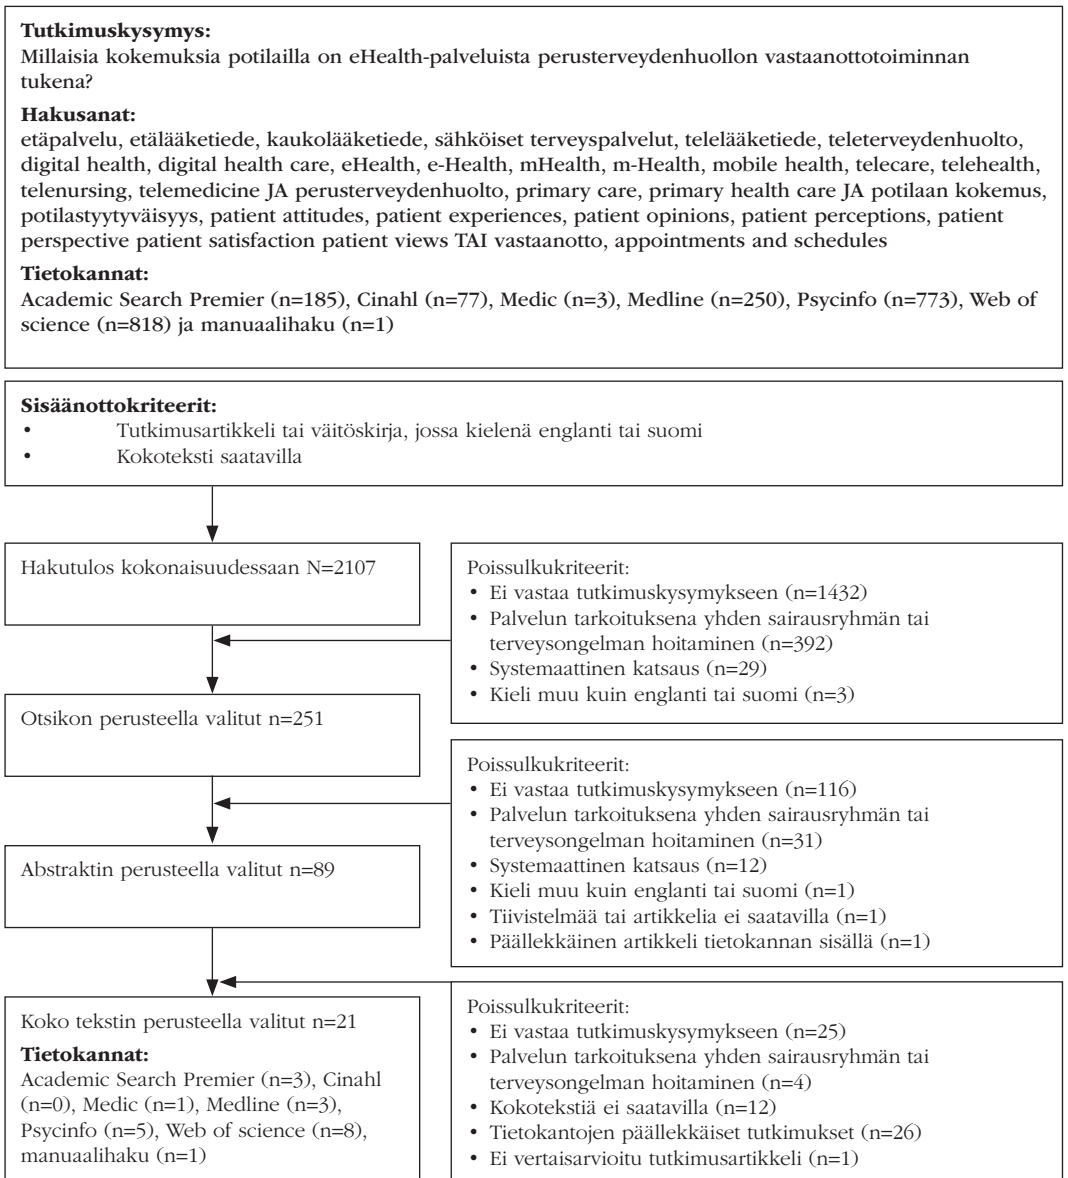 Tutkimuskysymys:
Millaisia kokemuksia potilailla on eHealth-palveluista perusterveydenhuollon vastaanottotoiminnan
tukena?
Hakusanat:
etäpalvelu, etälääketiede, kaukolääketiede, sähköiset terveyspalvelut, telelääketiede, teleterveydenhuolto,
digital health, digital health care, eHealth, e-Health, mHealth, m-Health, mobile health, telecare, telehealth,
telenursing, telemedicine JA perusterveydenhuolto, primary care, primary health care JA potilaan kokemus,
potilastyytyväisyys, patient attitudes, patient experiences, patient opinions, patient perceptions, patient
perspective patient satisfaction patient views TAI vastaanotto, appointments and schedules
Tietokannat:
Academic Search Premier (n=185), Cinahl (n=77), Medic (n=3), Medline (n=250), Psycinfo (n=773), Web of
science (n=818) ja manuaalihaku (n=1)
Sisäänottokriteerit:
• Tutkimusartikkeli tai väitöskirja, jossa kielenä englanti tai suomi
• Kokoteksti saatavilla
Hakutulos kokonaisuudessaan N=2107
Poissulkukriteerit:
• Ei vastaa tutkimuskysymykseen (n=1432)
• Palvelun tarkoituksena yhden sairausryhmän tai
terveysongelman hoitaminen (n=392)
• Systemaattinen katsaus (n=29)
• Kieli muu kuin englanti tai suomi (n=3)
Otsikon perusteella valitut n=251
Poissulkukriteerit:
• Ei vastaa tutkimuskysymykseen (n=116)
• Palvelun tarkoituksena yhden sairausryhmän tai
terveysongelman hoitaminen (n=31)
• Systemaattinen katsaus (n=12)
• Kieli muu kuin englanti tai suomi (n=1)
• Tiivistelmää tai artikkelia ei saatavilla (n=1)
• Päällekkäinen artikkeli tietokannan sisällä (n=1)
Abstraktin perusteella valitut n=89
Poissulkukriteerit:
• Ei vastaa tutkimuskysymykseen (n=25)
• Palvelun tarkoituksena yhden sairausryhmän tai
terveysongelman hoitaminen (n=4)
• Kokotekstiä ei saatavilla (n=12)
• Tietokantojen päällekkäiset tutkimukset (n=26)
• Ei vertaisarvioitu tutkimusartikkeli (n=1)
Koko tekstin perusteella valitut n=21
Tietokannat:
Academic Search Premier (n=3), Cinahl
(n=0), Medic (n=1), Medline (n=3),
Psycinfo (n=5), Web of science (n=8),
manuaalihaku (n=1)